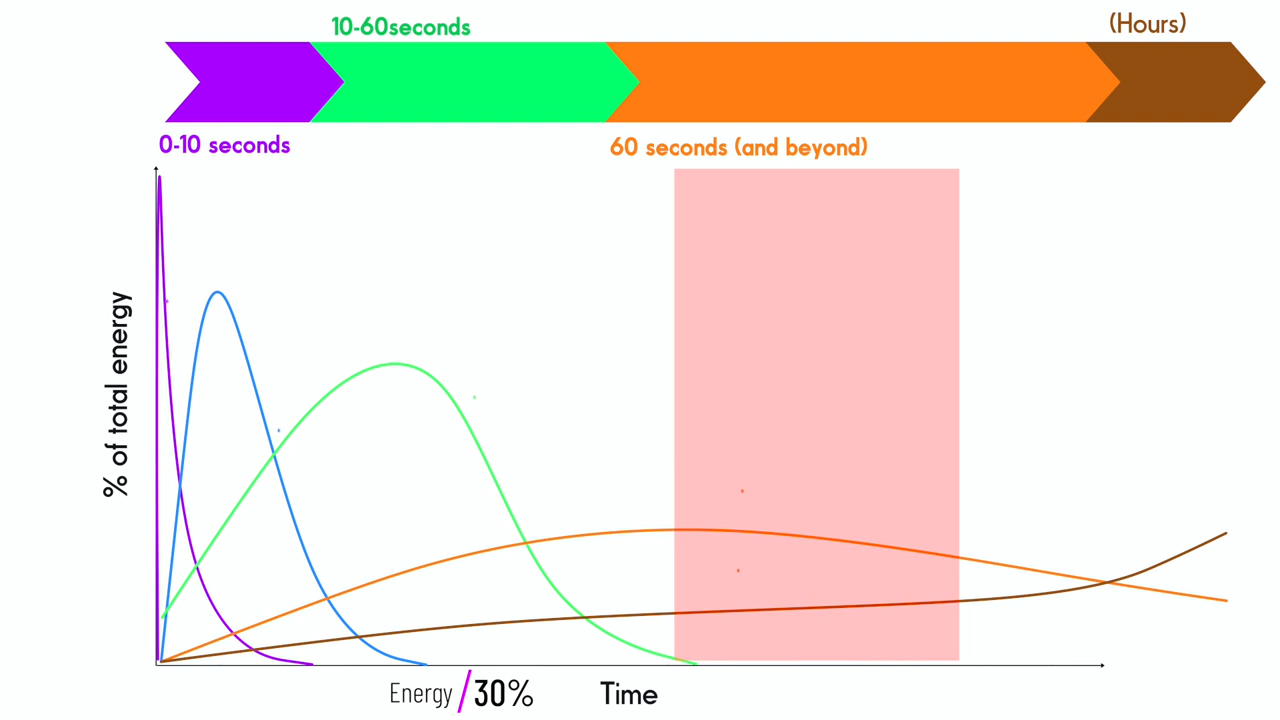 10-60seconds
(Hours)
0-10 seconds
60 seconds (and beyond)
% of total energy
Energy/30%
Time